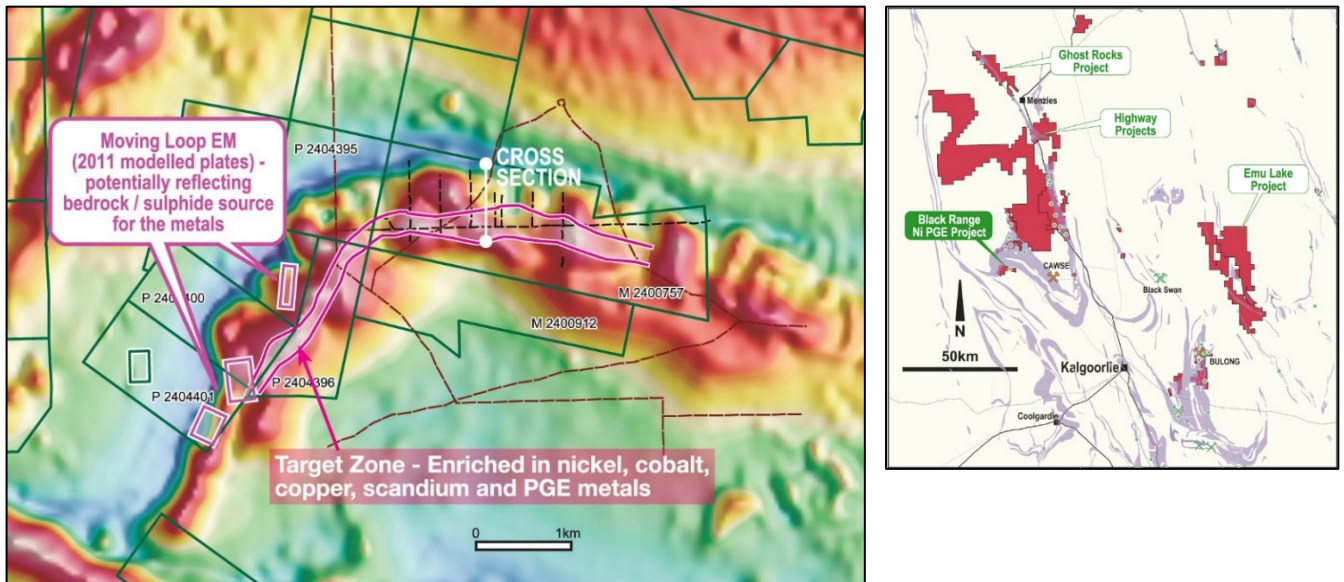 Moving Loop EM
(2011 modelled plates) -
potentially reflecting
bedrock / sulphide source
for the metals
P 2404395
CROSS
SECTION
P 2404400
M 2400757
M 2400912
P 2404396
P 2404401
Target Zone - Enriched in nickel, cobalt,
copper, scandium and PGE metals
0 1km
Ghost Rocks
Project
Menzies
Highway
Projects
Emu Lake
Project
Black Range
Ni PGE Project
CAWSE
Black Swan
N
50km
BULONG
Kalgoorlie
Coolgardie